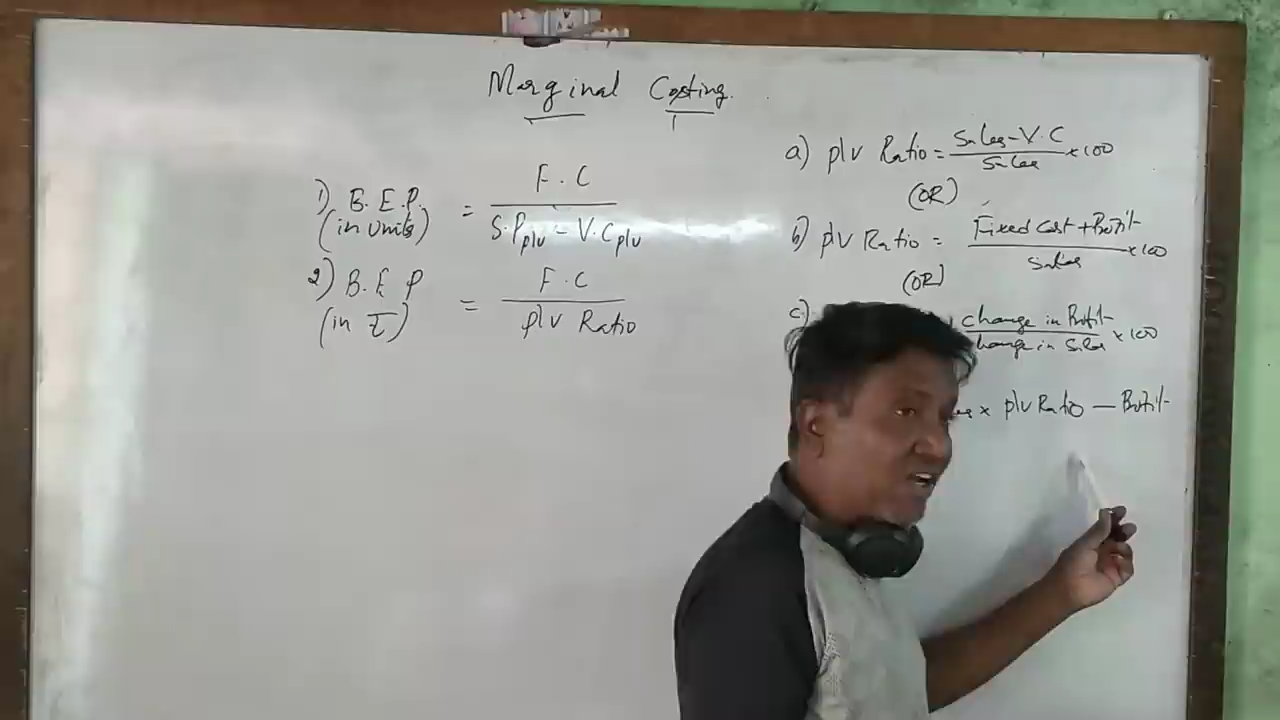 Marginal Costing.
1) B.E.P. (in units) = F.C / S.P p/u - V.C p/u
2) B.E.P (in ₹) = F.C / P/V Ratio
a) P/V Ratio = Sales - V.C / Sales × 100
(OR)
b) P/V Ratio = Fixed Cost + Profit / Sales × 100
(OR)
c) change in Profit / change in Sales × 100
× P/V Ratio — Profit